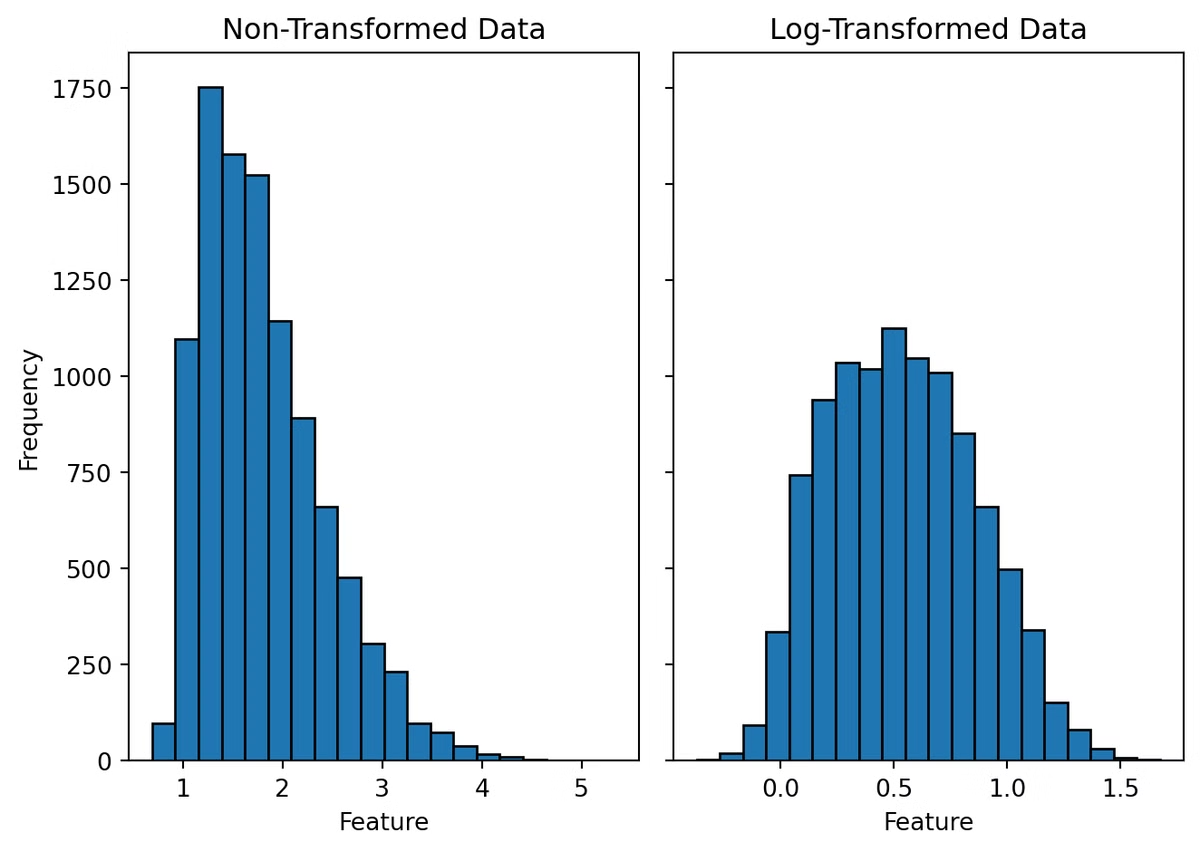 Non-Transformed Data
Log-Transformed Data
Frequency
1750
1500
1250
1000
750
500
250
0
1 2 3 4 5
0.0 0.5 1.0 1.5
Feature
Feature